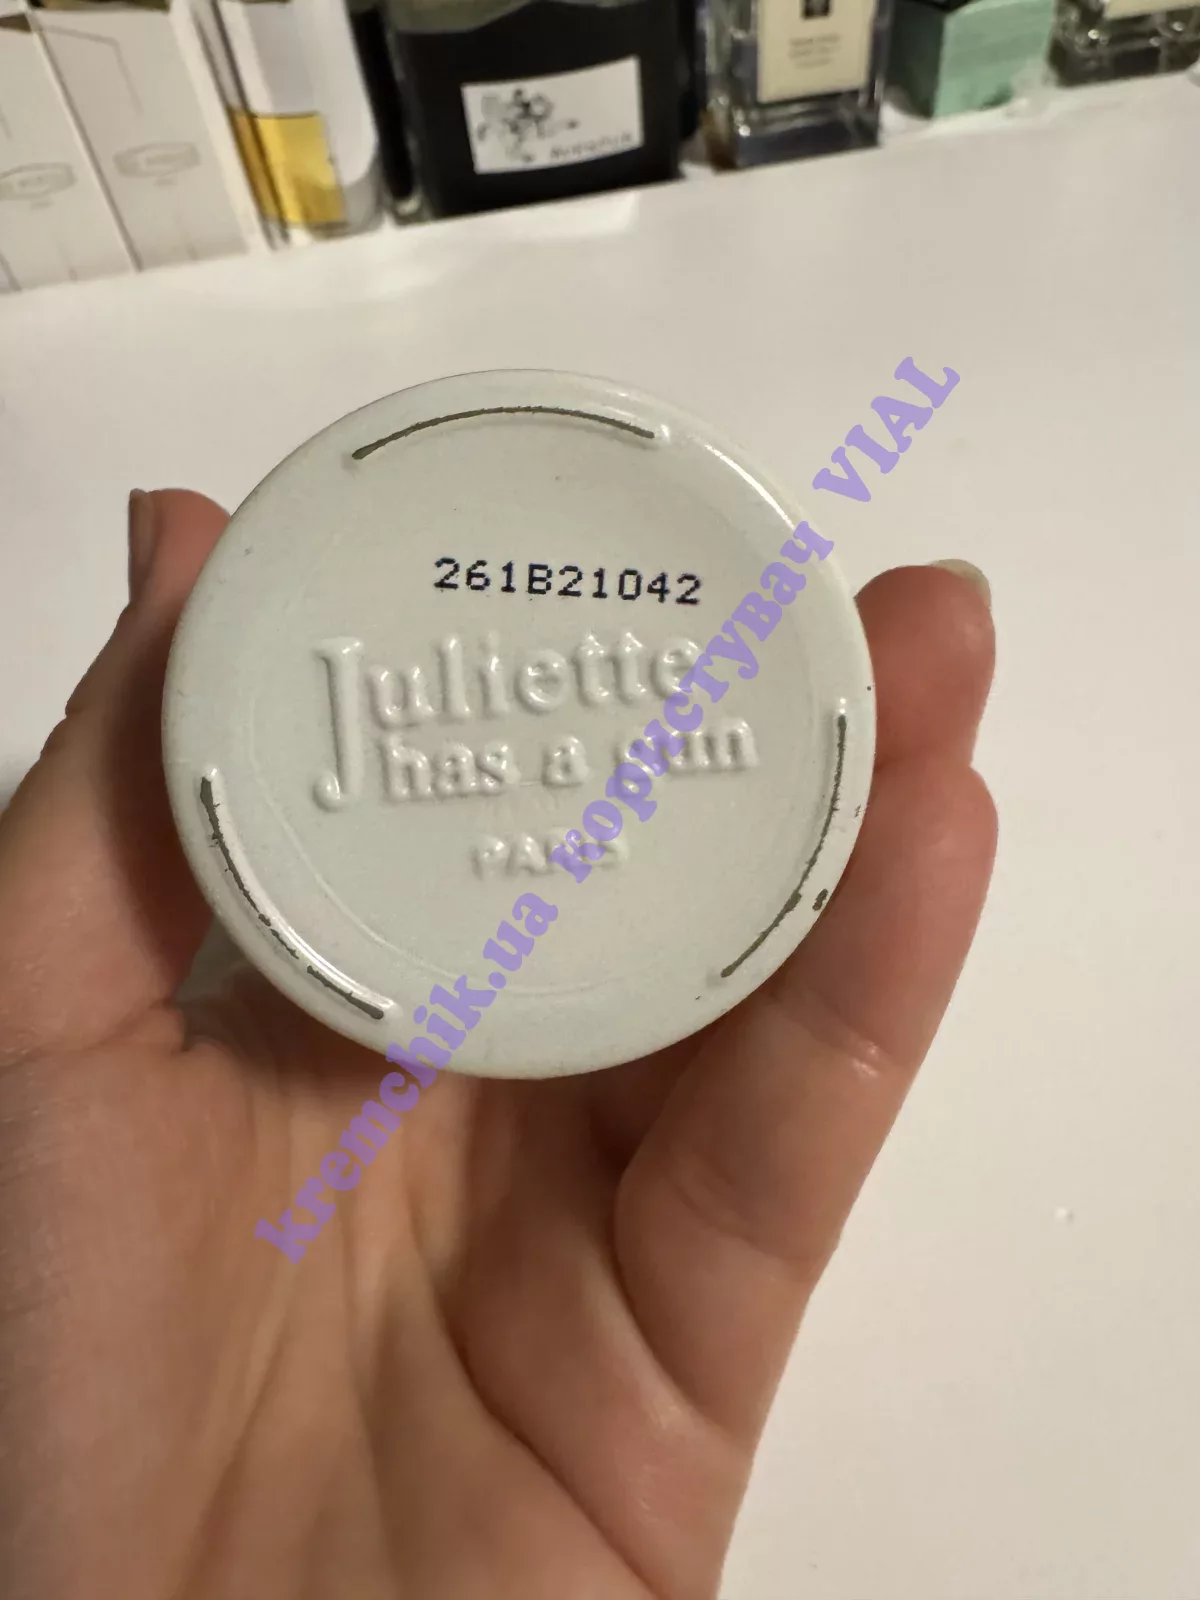 261B21042
Juliette
has a gun
PARIS
kremchik.ua користувач VIAL